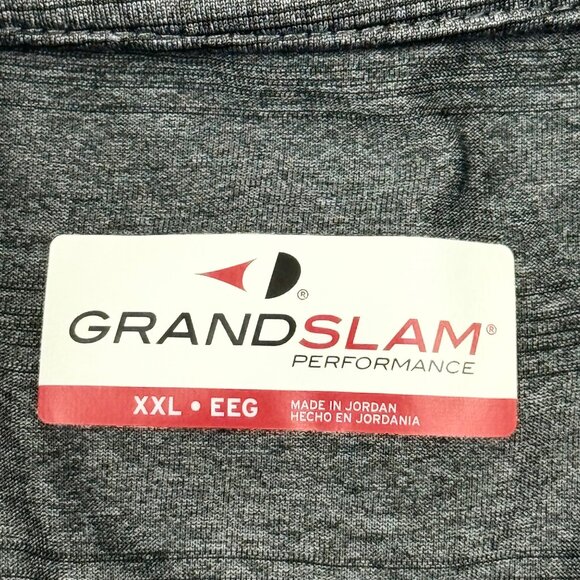 ®
GRANDSLAM®
PERFORMANCE
XXL • EEG
MADE IN JORDAN
HECHO EN JORDANIA